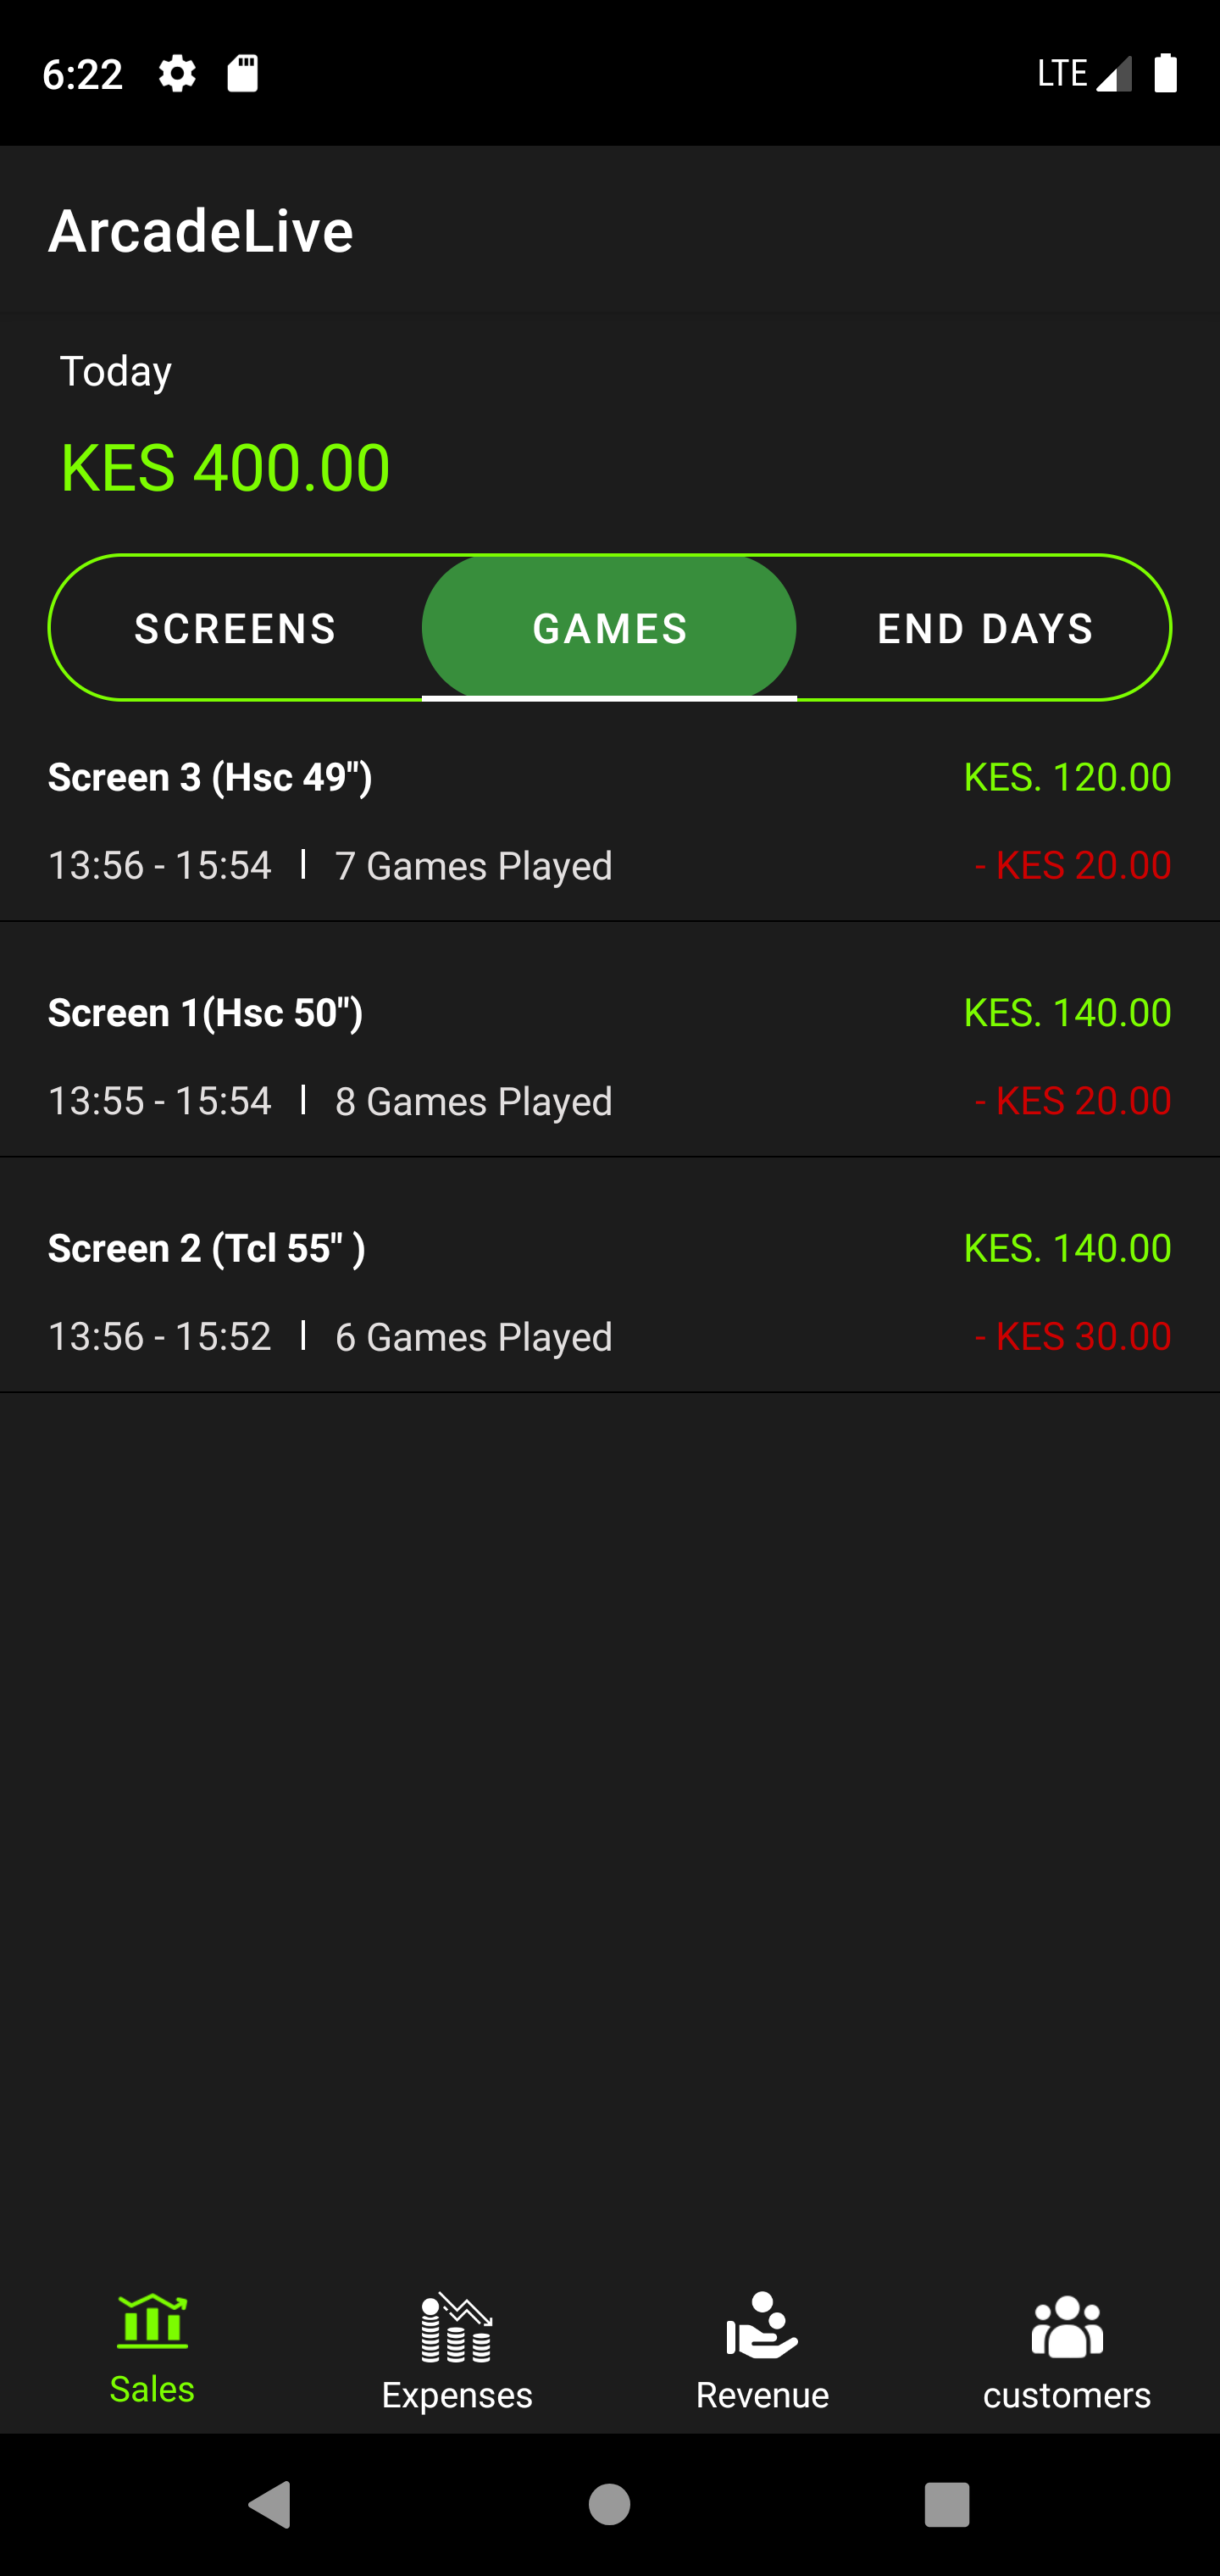 6:22 LTE
ArcadeLive
Today
KES 400.00
SCREENS GAMES END DAYS
Screen 3 (Hsc 49") KES. 120.00
13:56 - 15:54 | 7 Games Played - KES 20.00
Screen 1(Hsc 50") KES. 140.00
13:55 - 15:54 | 8 Games Played - KES 20.00
Screen 2 (Tcl 55" ) KES. 140.00
13:56 - 15:52 | 6 Games Played - KES 30.00
Sales Expenses Revenue customers